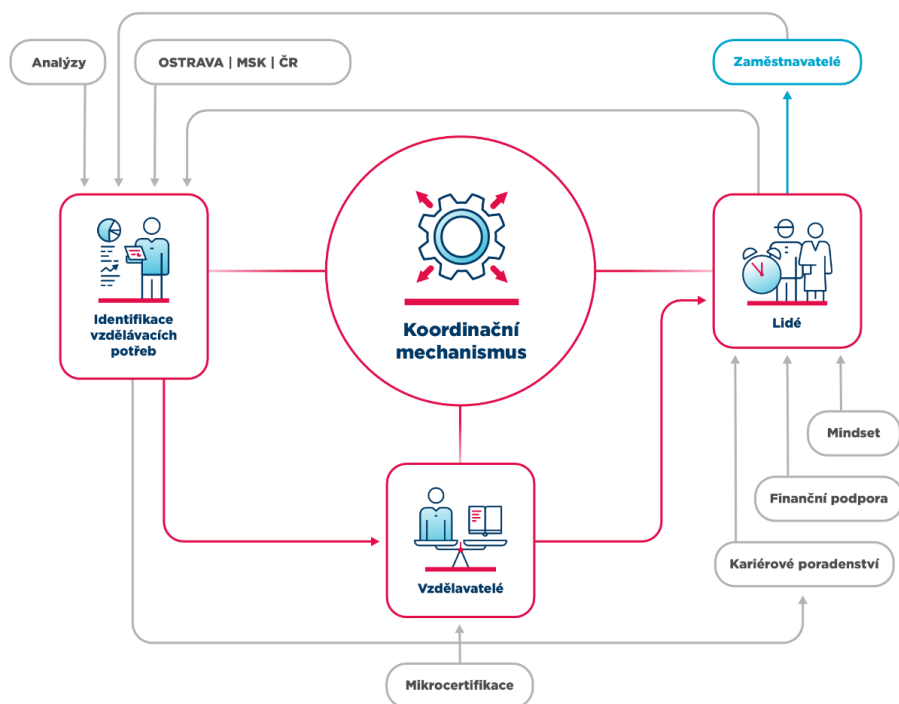 Analýzy
OSTRAVA | MSK | ČR
Zaměstnavatelé
Identifikace
vzdělávacích
potřeb
Koordinační
mechanismus
Lidé
Mindset
Finanční podpora
Kariérové poradenství
Vzdělavatelé
Mikrocertifikace